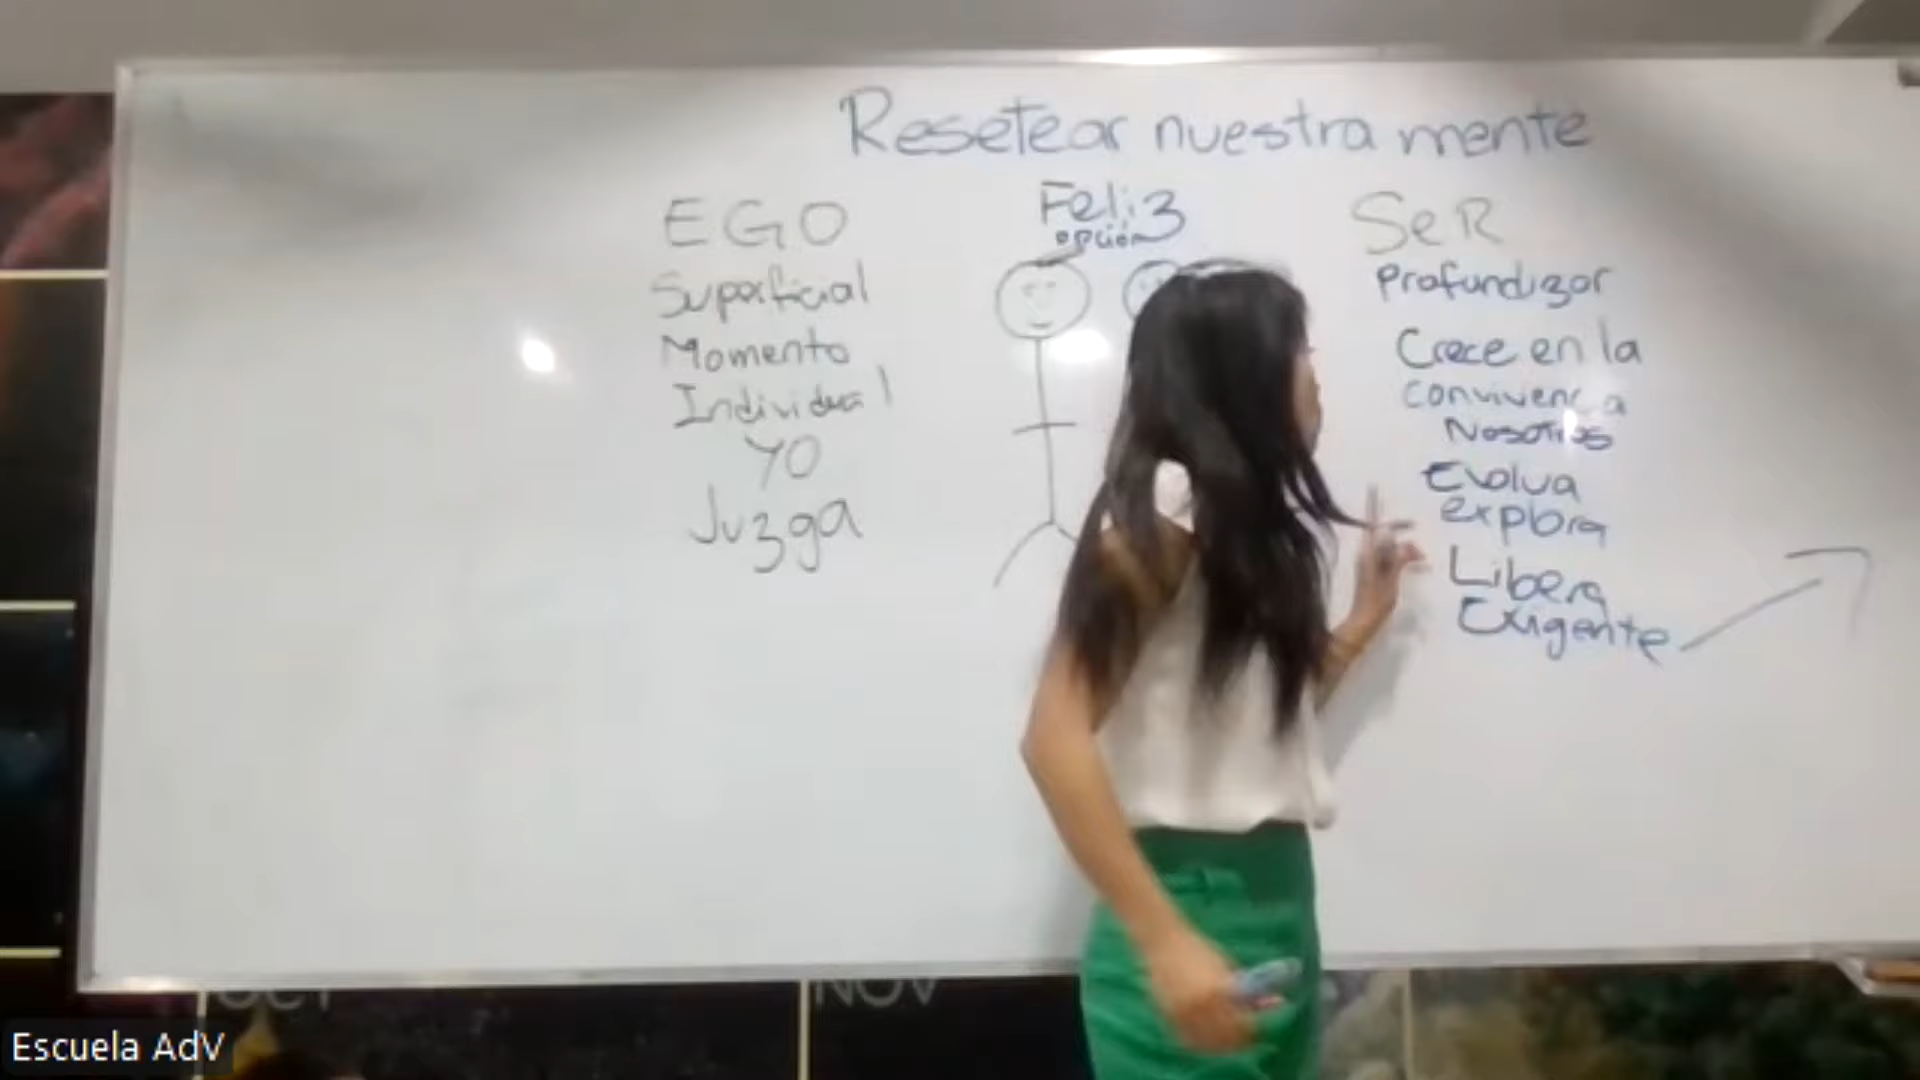 Resetear nuestra mente
EGO
Superficial
Momento
Individual
YO
Juzga
Feliz
opción
SeR
Profundizar
Crece en la
convivencia
Nosotros
Evolua
explora
Libera
Exigente
OCT
NOV
Escuela AdV